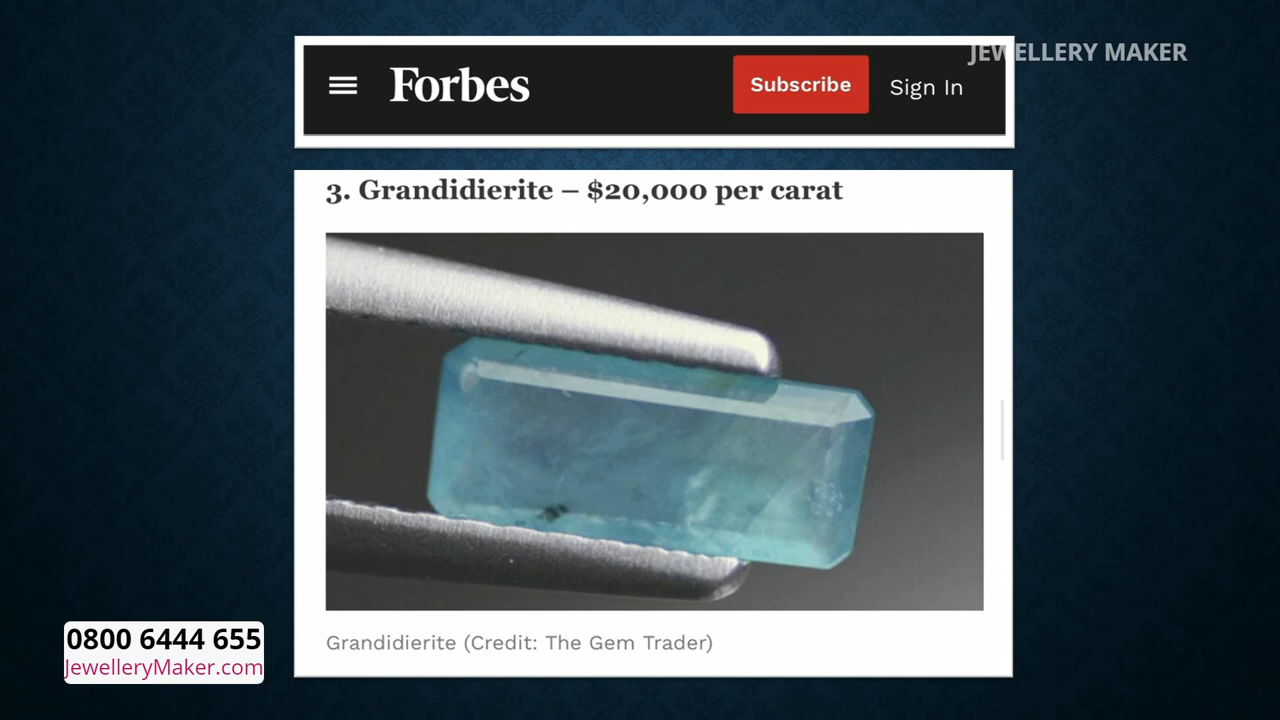 JEWELLERY MAKER
Forbes
Subscribe
Sign In
3. Grandidierite – $20,000 per carat
Grandidierite (Credit: The Gem Trader)
0800 6444 655
JewelleryMaker.com